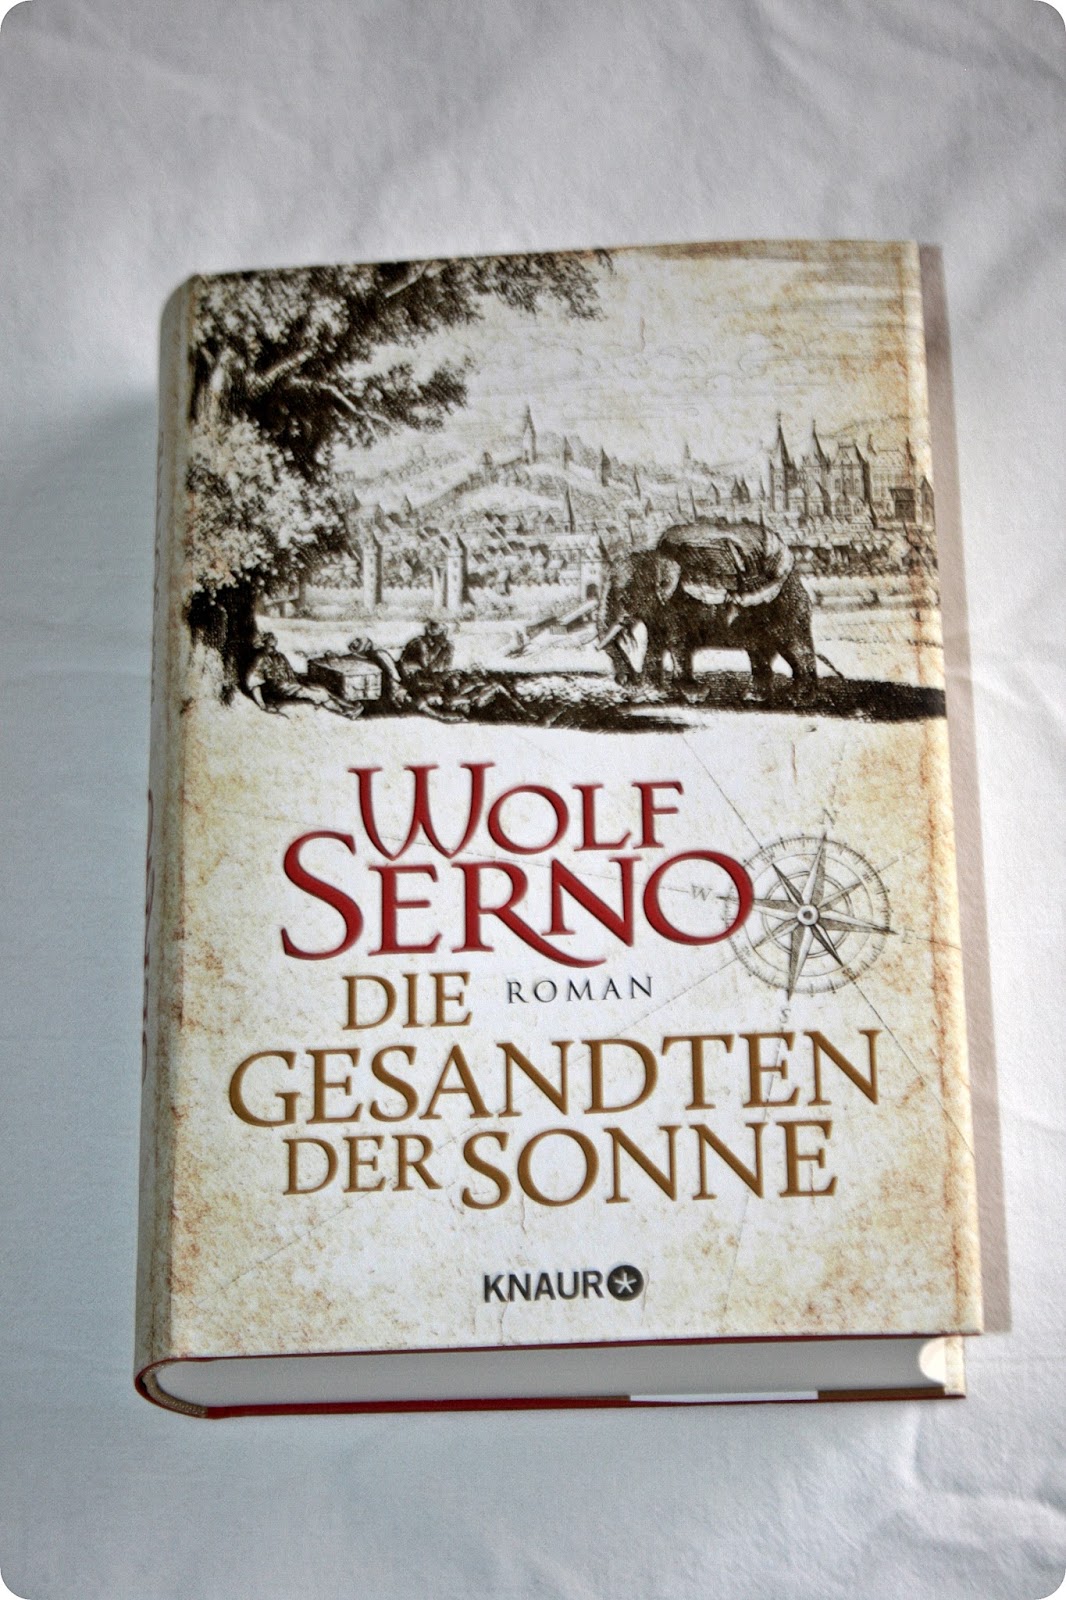 WOLF
SERNO
ROMAN
DIE
GESANDTEN
DER SONNE
KNAUR
N
W
S